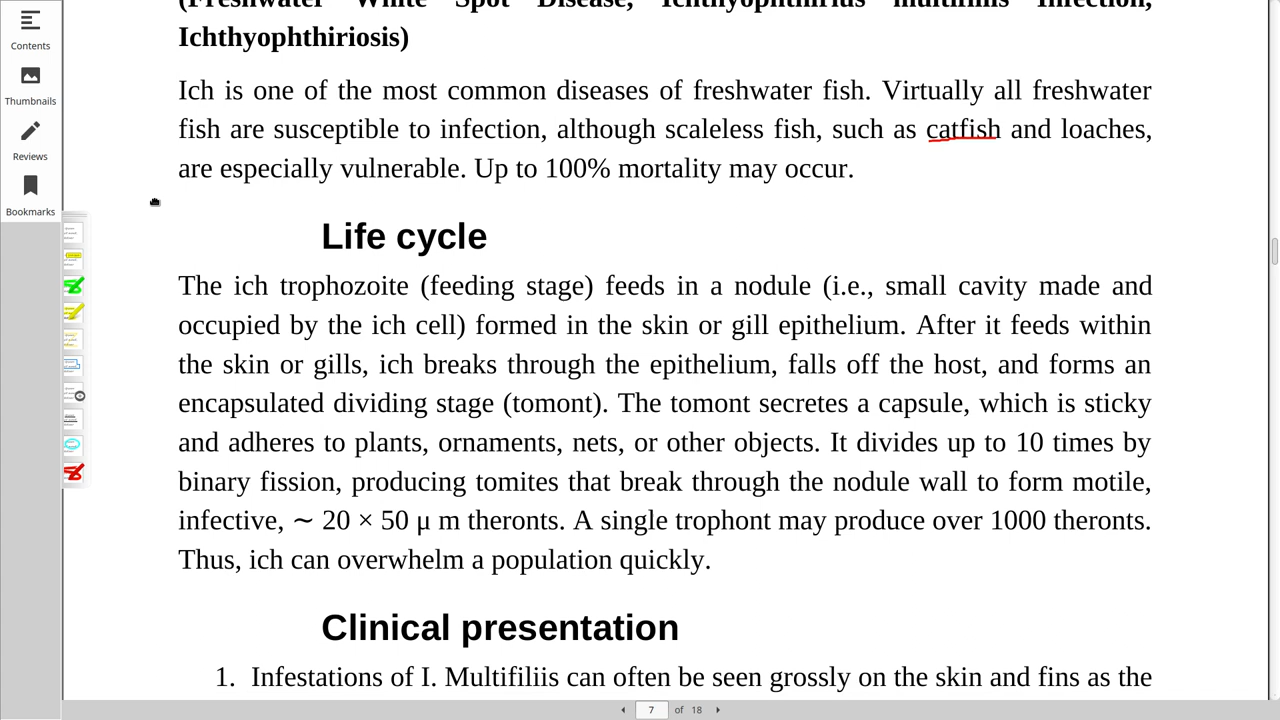 Contents
Thumbnails
Reviews
Bookmarks
(Freshwater White Spot Disease, Ichthyophthirius multifilis Infection,
Ichthyophthiriosis)
Ich is one of the most common diseases of freshwater fish. Virtually all freshwater
fish are susceptible to infection, although scaleless fish, such as catfish and loaches,
are especially vulnerable. Up to 100% mortality may occur.
Life cycle
The ich trophozoite (feeding stage) feeds in a nodule (i.e., small cavity made and
occupied by the ich cell) formed in the skin or gill epithelium. After it feeds within
the skin or gills, ich breaks through the epithelium, falls off the host, and forms an
encapsulated dividing stage (tomont). The tomont secretes a capsule, which is sticky
and adheres to plants, ornaments, nets, or other objects. It divides up to 10 times by
binary fission, producing tomites that break through the nodule wall to form motile,
infective, ∼ 20 × 50 μ m theronts. A single trophont may produce over 1000 theronts.
Thus, ich can overwhelm a population quickly.
Clinical presentation
1. Infestations of I. Multifiliis can often be seen grossly on the skin and fins as the
7 of 18